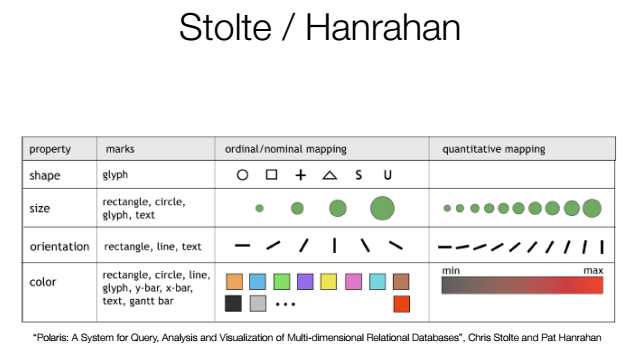 Stolte / Hanrahan
property marks ordinal/nominal mapping quantitative mapping
shape glyph S U
size rectangle, circle,
glyph, text
orientation rectangle, line, text
color rectangle, circle, line,
glyph, y-bar, x-bar,
text, gantt bar
min max
"Polaris: A System for Query, Analysis and Visualization of Multi-dimensional Relational Databases", Chris Stolte and Pat Hanrahan